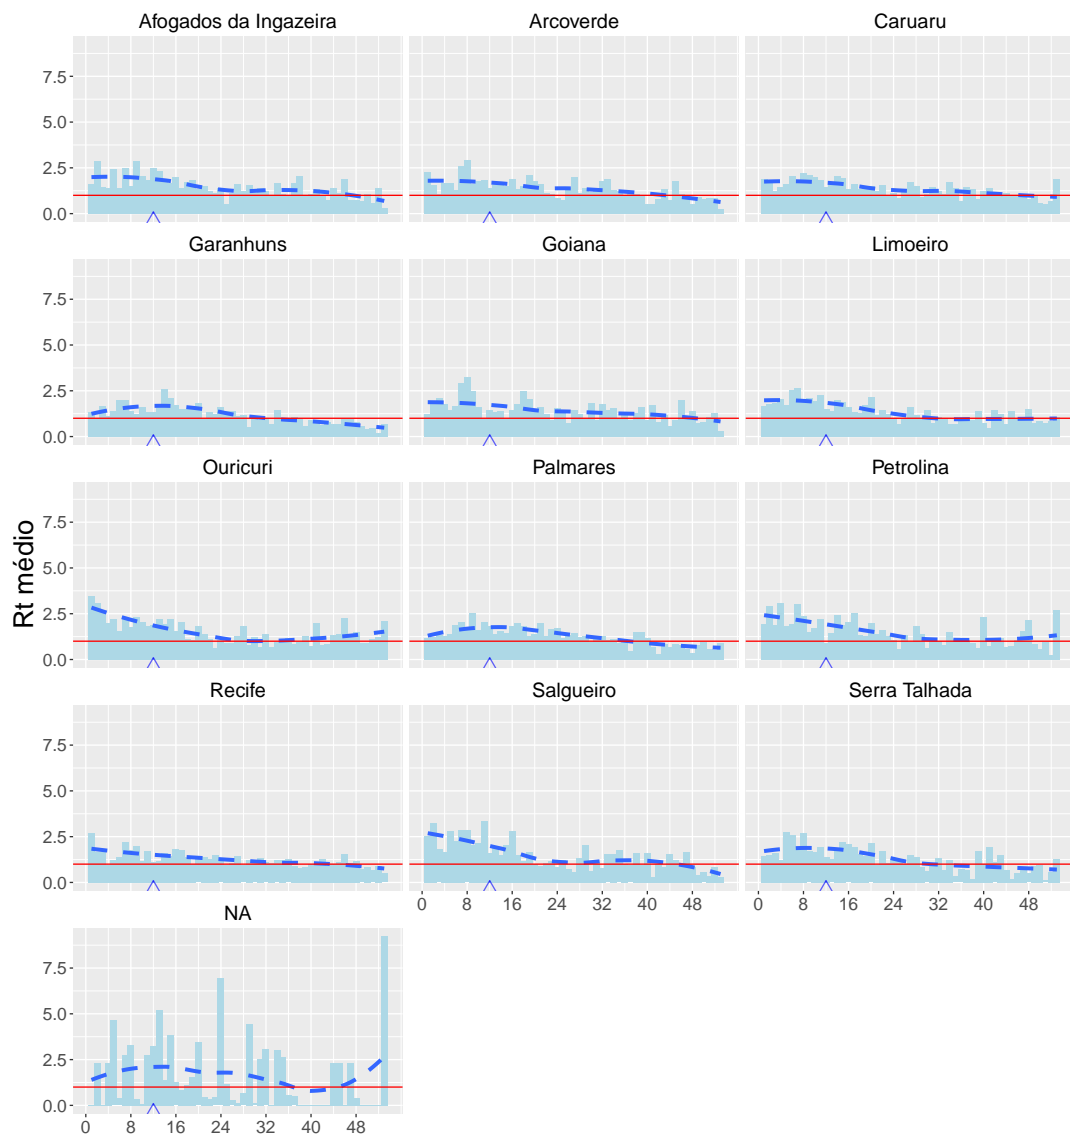 Afogados da Ingazeira Arcoverde Caruaru
7.5
5.0
2.5
0.0
Garanhuns Goiana Limoeiro
7.5
5.0
2.5
0.0
Ouricuri Palmares Petrolina
7.5
5.0
2.5
0.0
Rt médio
Recife Salgueiro Serra Talhada
7.5
5.0
2.5
0.0
0 8 16 24 32 40 48 0 8 16 24 32 40 48
NA
7.5
5.0
2.5
0.0
0 8 16 24 32 40 48